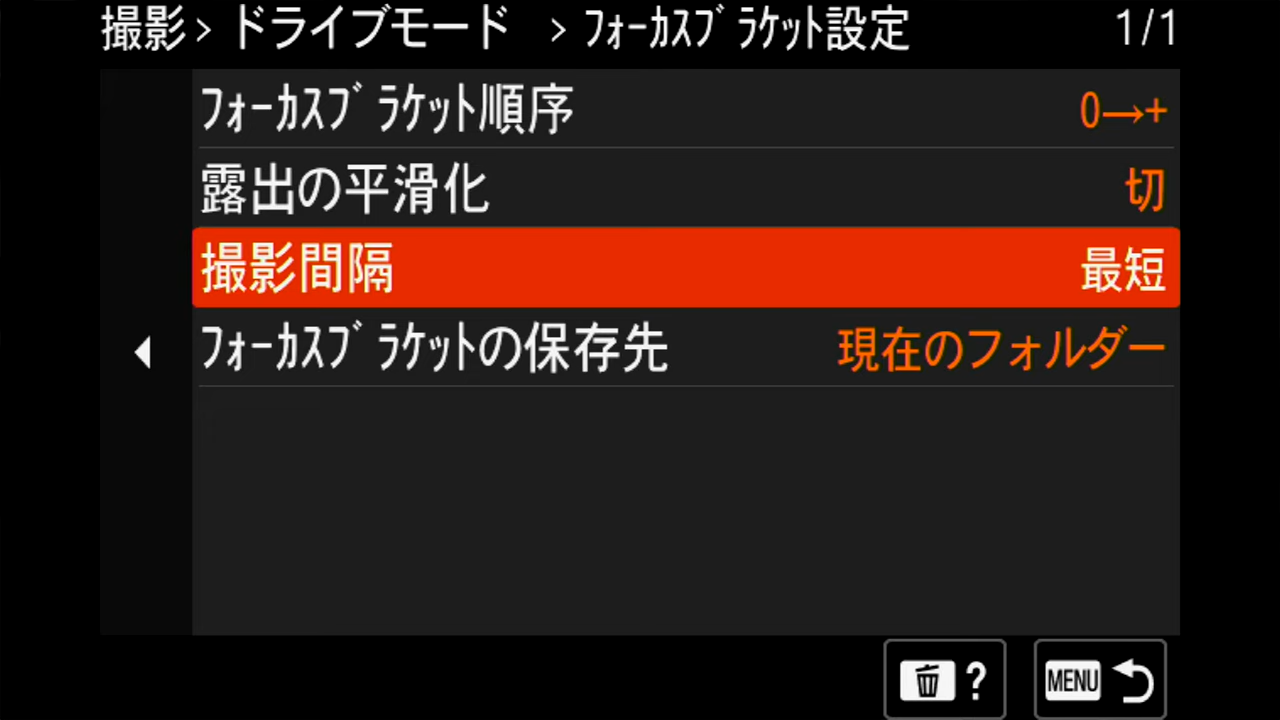 撮影> ドライブモード > ﾌｫｰｶｽﾌﾞﾗｹｯﾄ設定 1/1
ﾌｫｰｶｽﾌﾞﾗｹｯﾄ順序 0→+
露出の平滑化 切
撮影間隔 最短
ﾌｫｰｶｽﾌﾞﾗｹｯﾄの保存先 現在のフォルダー
? MENU